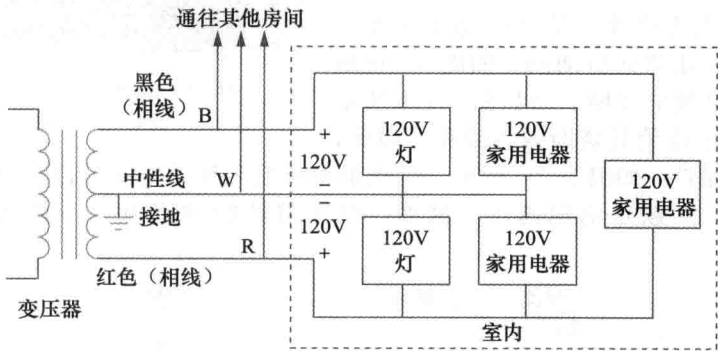 通往其他房间
黑色
（相线）
B
中性线
W
接地
R
红色（相线）
变压器
+
120V
−
−
120V
+
120V
灯
120V
家用电器
120V
灯
120V
家用电器
120V
家用电器
室内